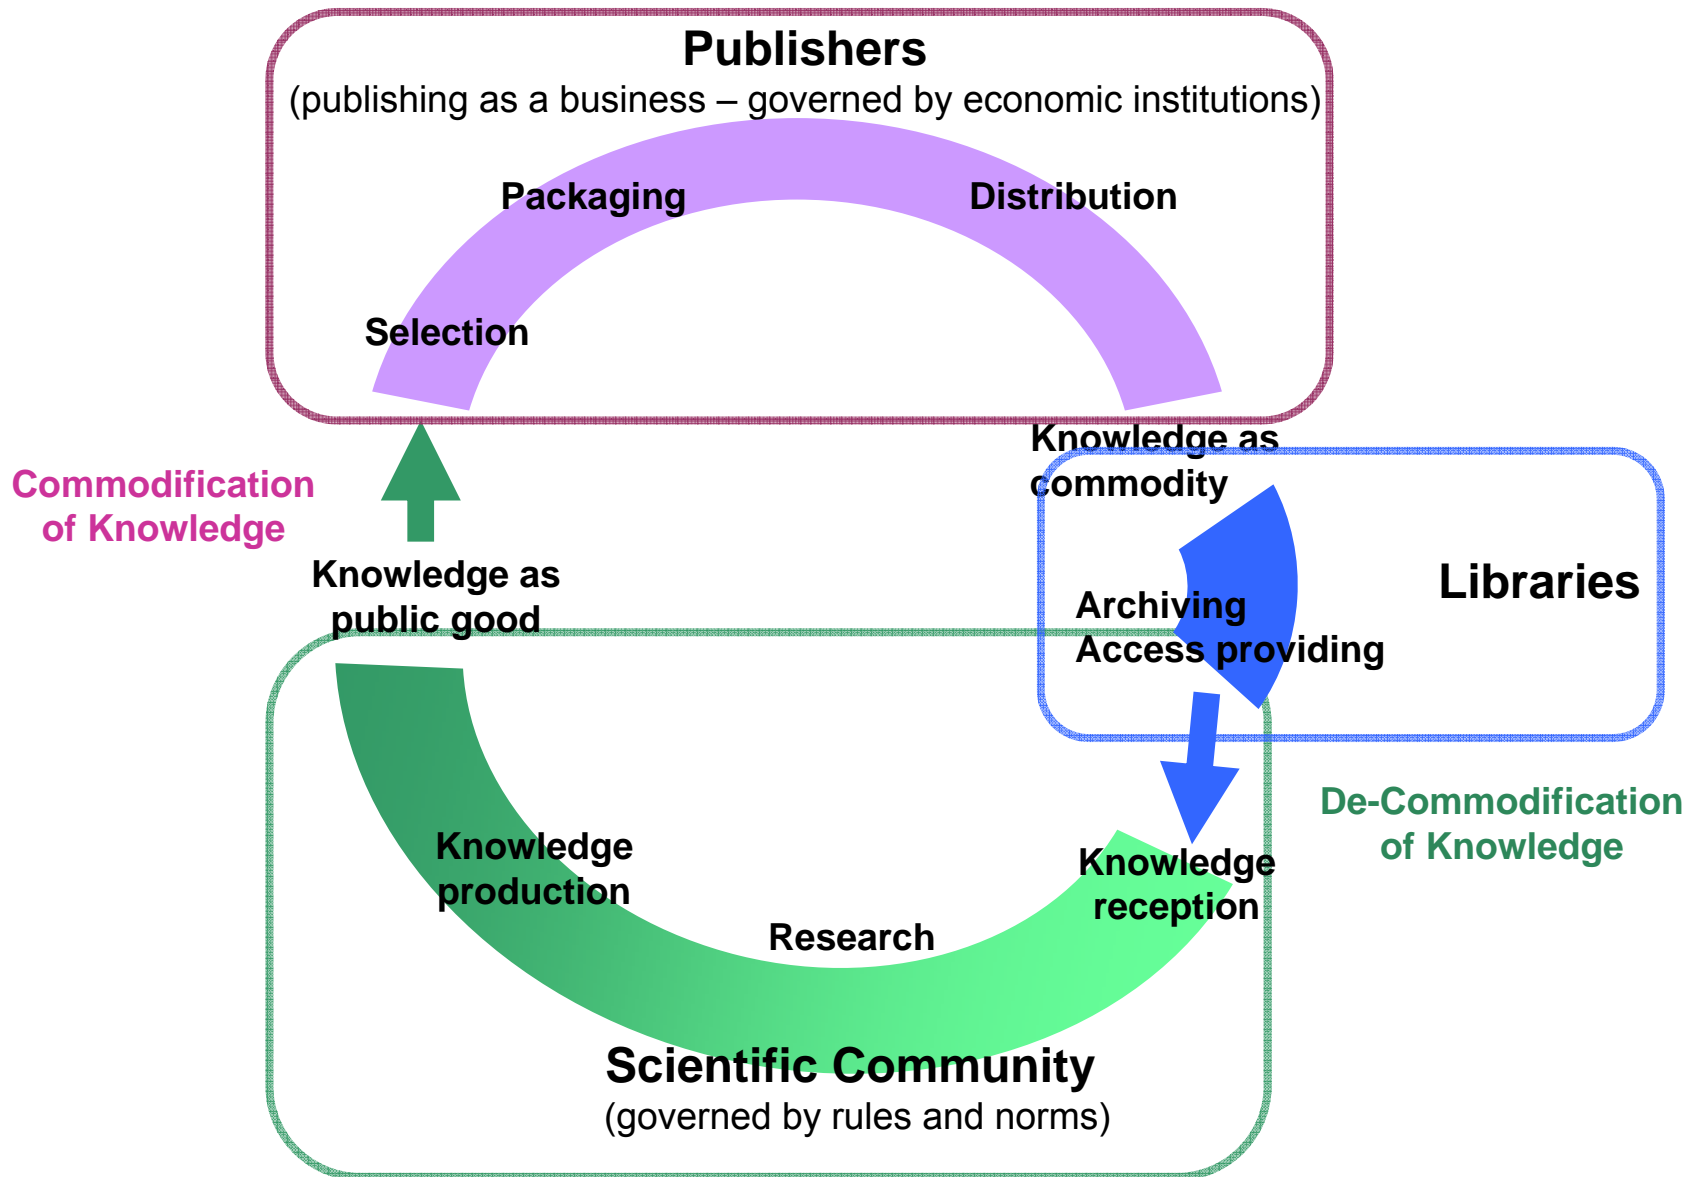 Publishers
(publishing as a business – governed by economic institutions)
Packaging
Distribution
Selection
Knowledge as
commodity
Commodification
of Knowledge
Knowledge as
public good
Libraries
Archiving
Access providing
De-Commodification
of Knowledge
Knowledge
production
Knowledge
reception
Research
Scientific Community
(governed by rules and norms)